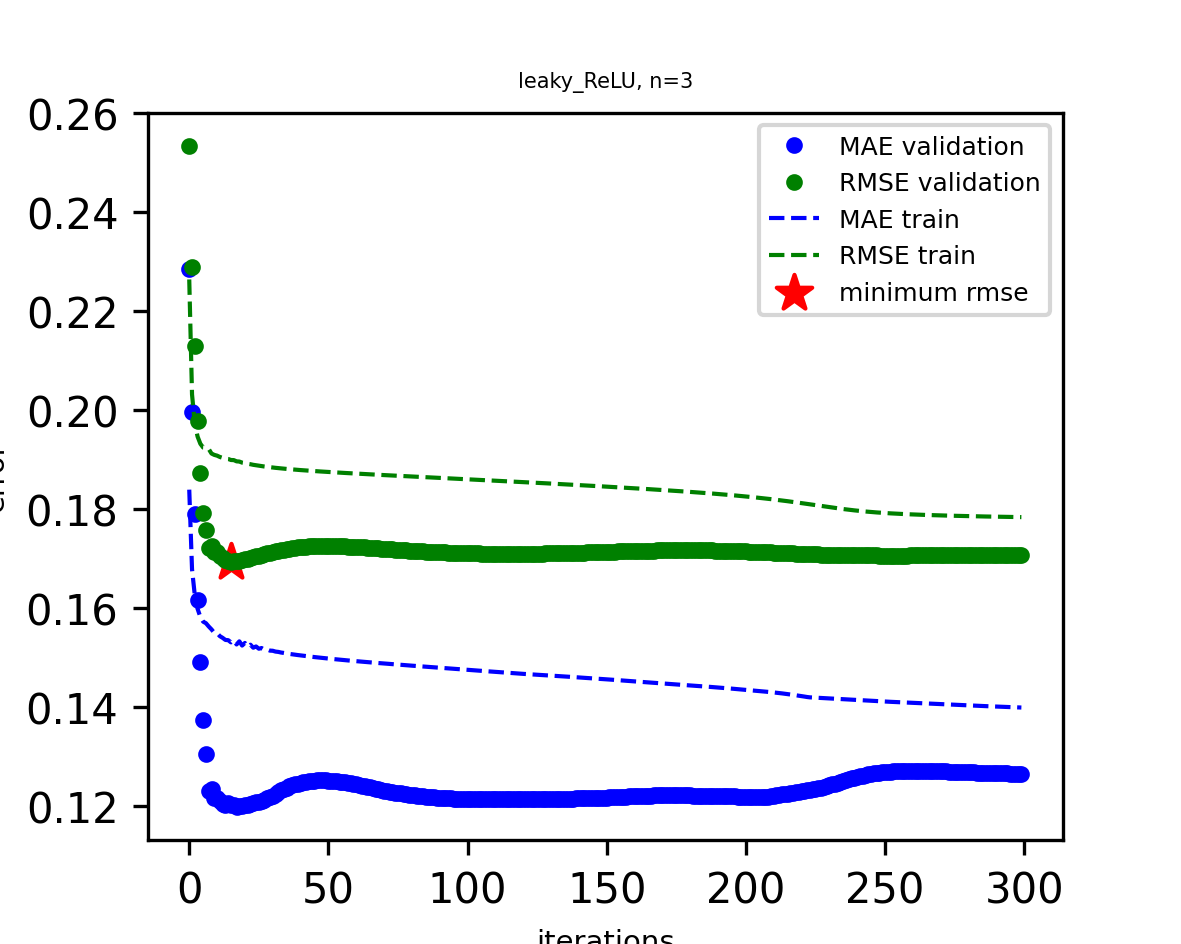 leaky_ReLU, n=3
0.26
0.24
0.22
0.20
0.18
0.16
0.14
0.12
MAE validation
RMSE validation
MAE train
RMSE train
minimum rmse
0 50 100 150 200 250 300
iterations